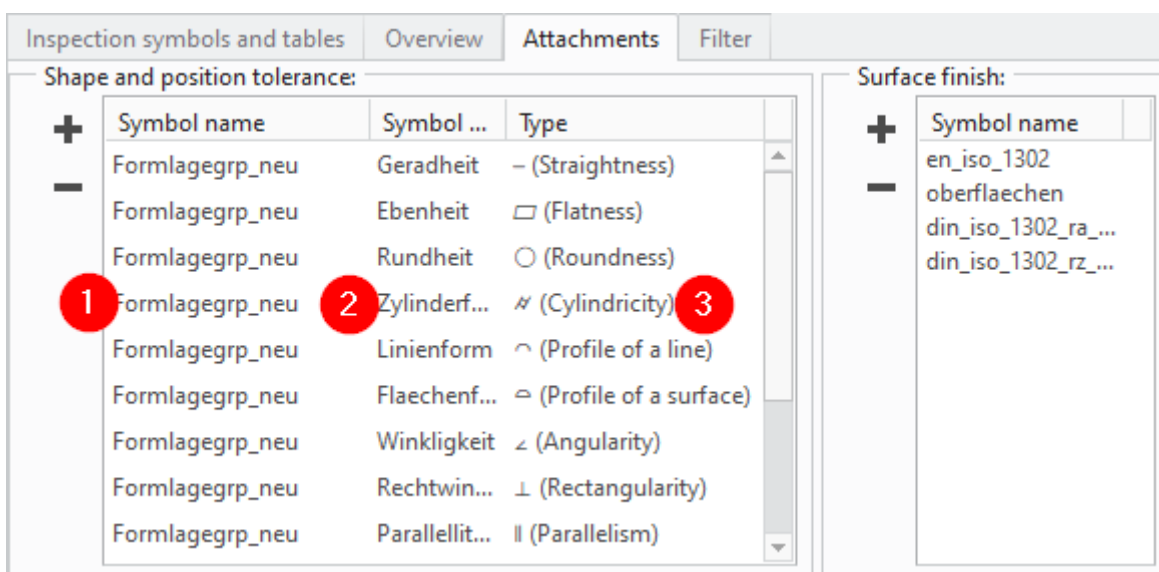 Inspection symbols and tables Overview Attachments Filter
Shape and position tolerance:
Symbol name Symbol ... Type
Formlagegrp_neu Geradheit – (Straightness)
Formlagegrp_neu Ebenheit ▱ (Flatness)
Formlagegrp_neu Rundheit ○ (Roundness)
1 Formlagegrp_neu 2 Zylinderf... ⌭ (Cylindricity) 3
Formlagegrp_neu Linienform ⌒ (Profile of a line)
Formlagegrp_neu Flaechenf... ⌓ (Profile of a surface)
Formlagegrp_neu Winkligkeit ∠ (Angularity)
Formlagegrp_neu Rechtwin... ⊥ (Rectangularity)
Formlagegrp_neu Parallellit... ∥ (Parallelism)
Surface finish:
Symbol name
en_iso_1302
oberflaechen
din_iso_1302_ra_...
din_iso_1302_rz_...